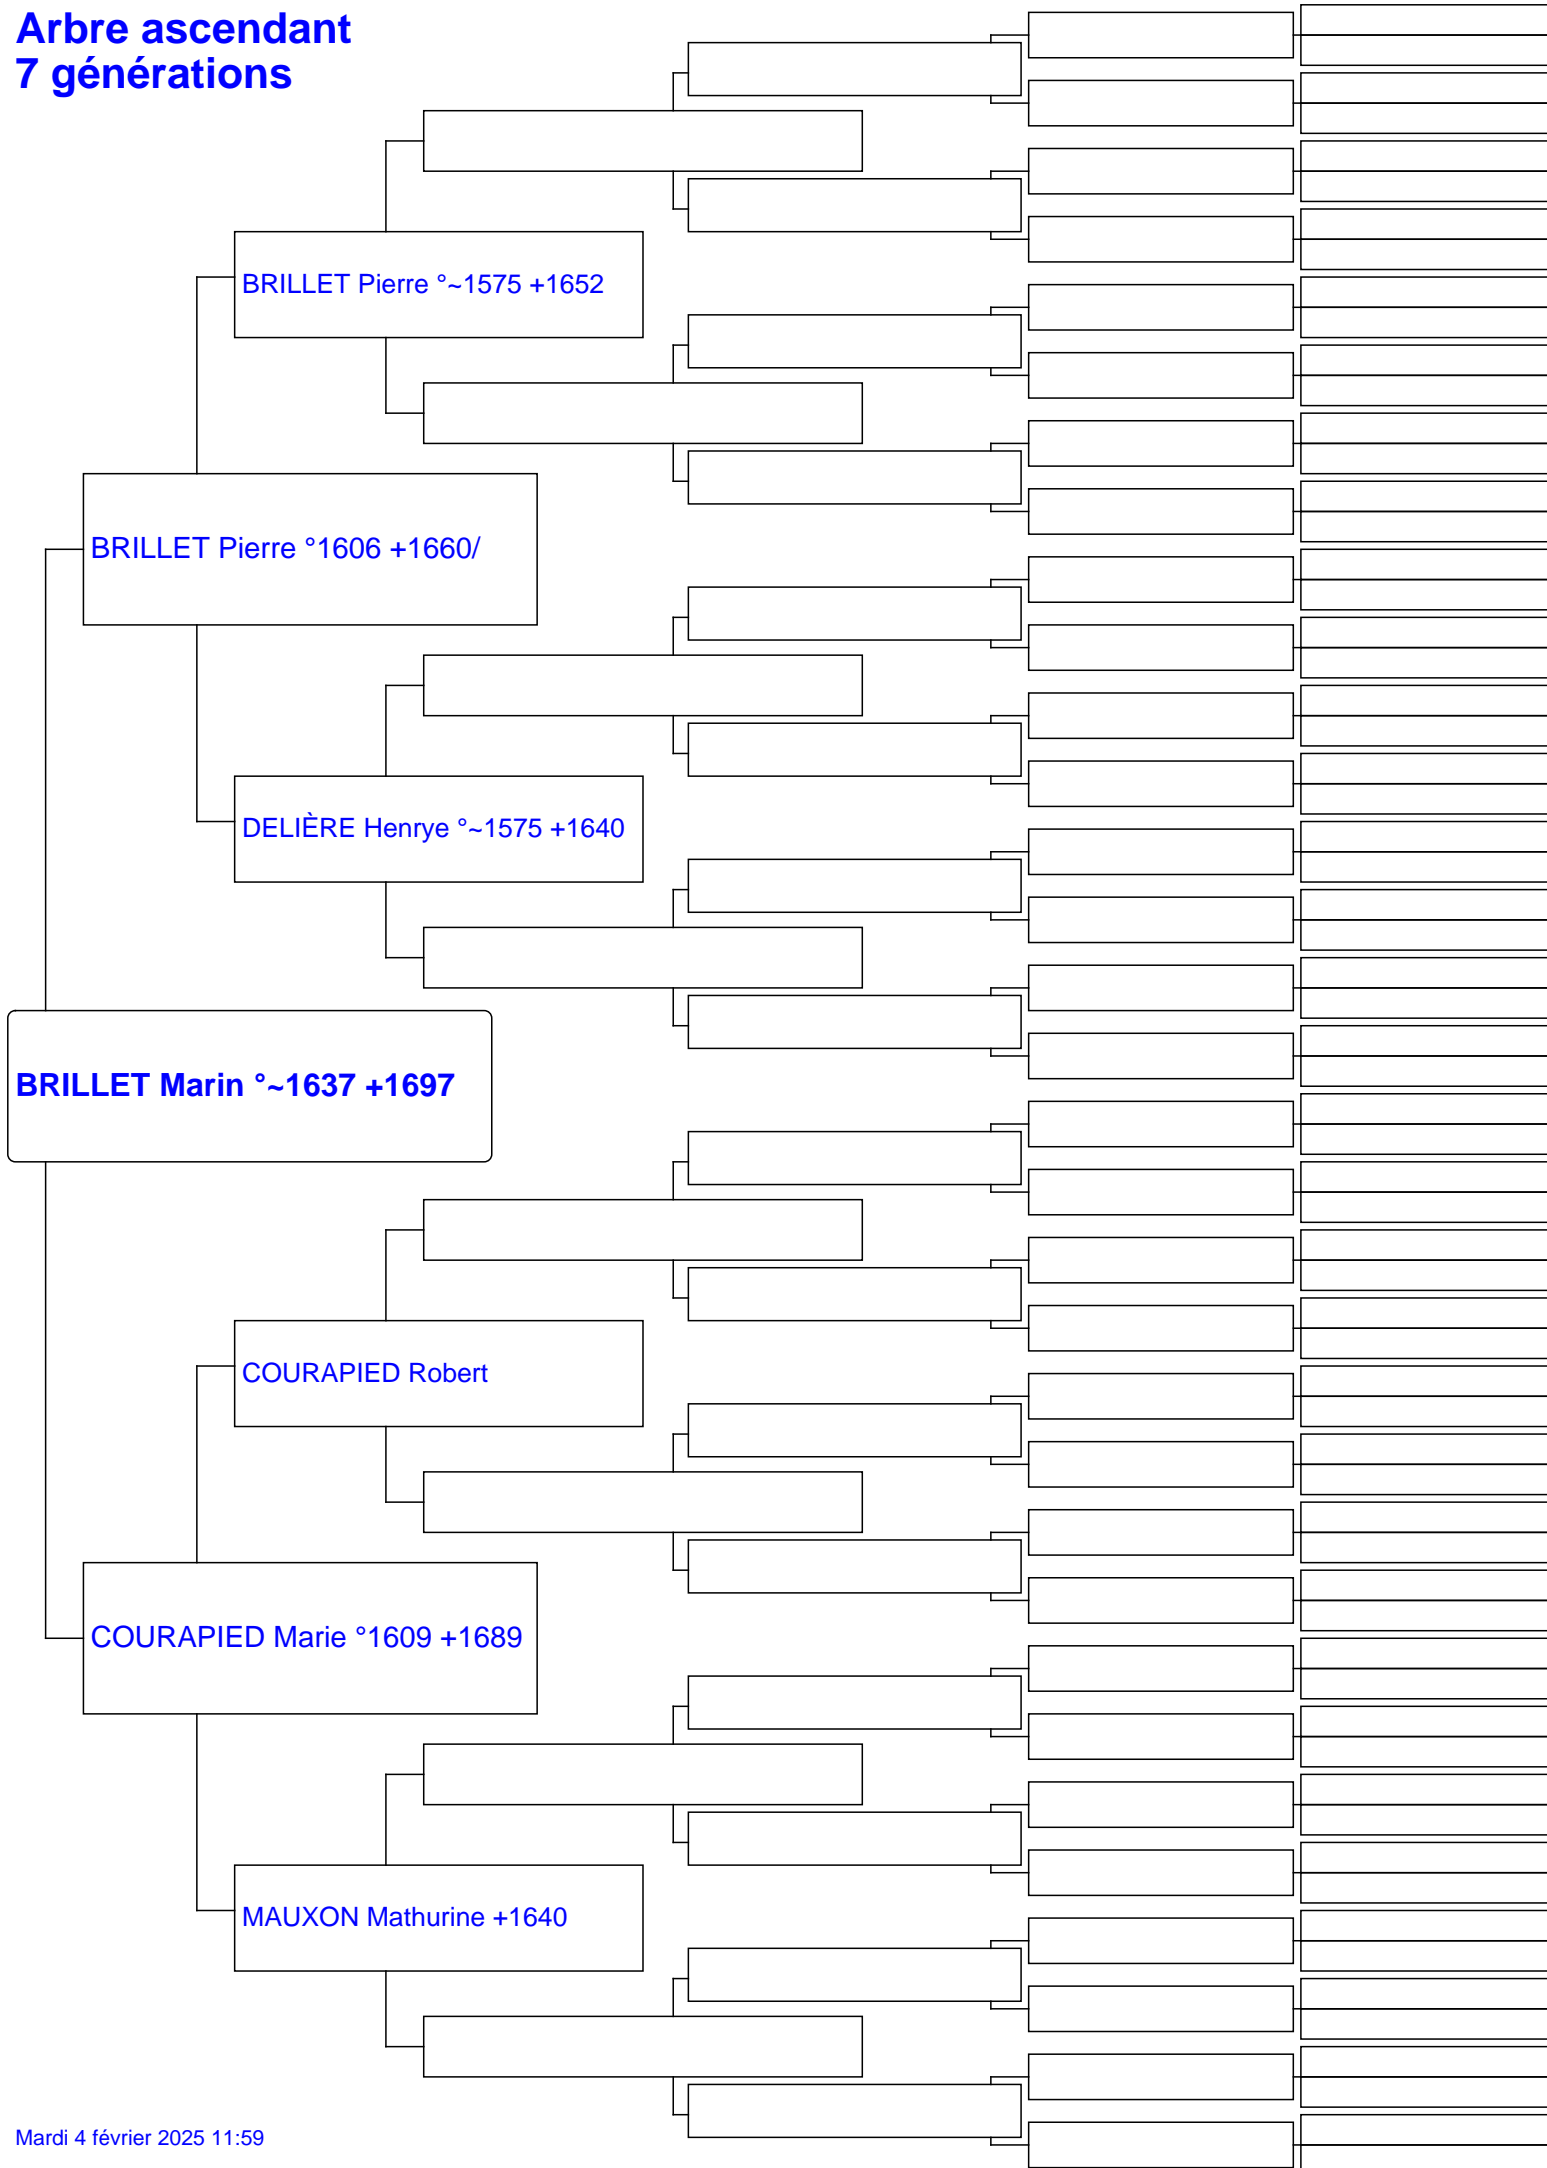 Arbre ascendant
7 générations
BRILLET Pierre °~1575 +1652
BRILLET Pierre °1606 +1660/
DELIÈRE Henrye °~1575 +1640
BRILLET Marin °~1637 +1697
COURAPIED Robert
COURAPIED Marie °1609 +1689
MAUXON Mathurine +1640
Mardi 4 février 2025 11:59